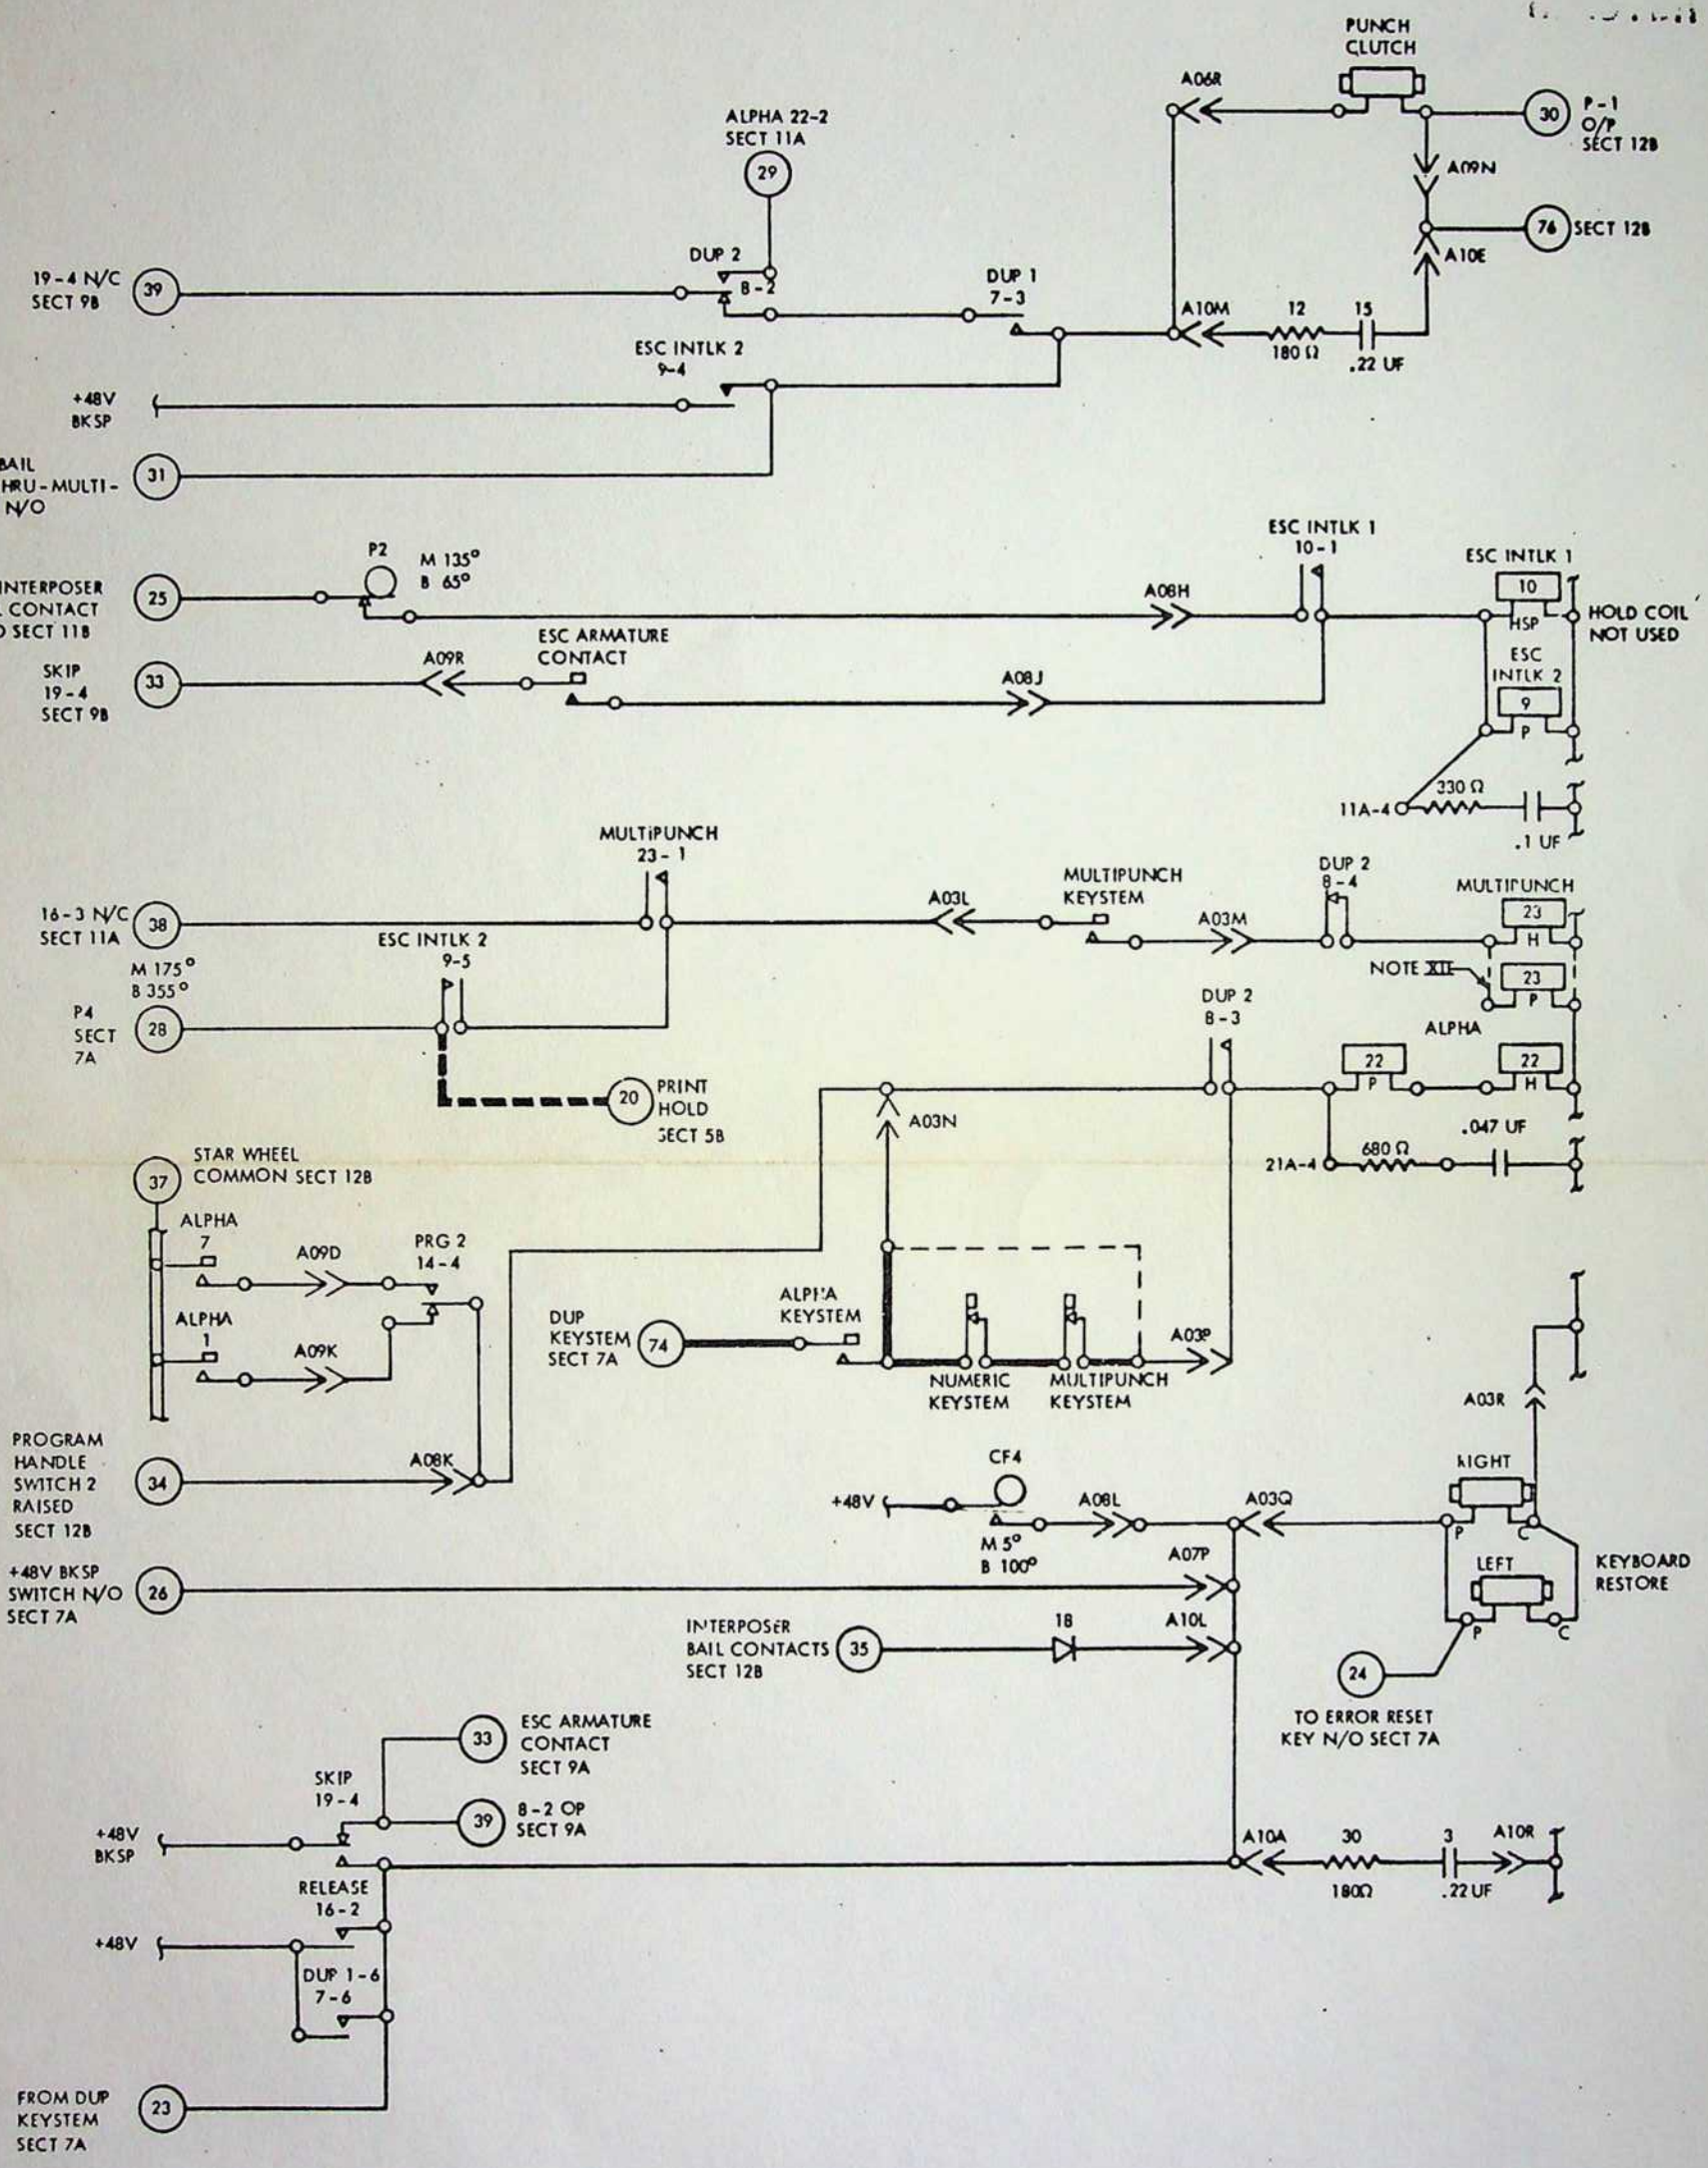 PUNCH
CLUTCH
A06R
30
P-1
O/P
SECT 12B
A09N
ALPHA 22-2
SECT 11A
29
76
SECT 12B
A10E
DUP 2
8-2
19-4 N/C
SECT 9B
39
DUP 1
7-3
A10M
12
180 Ω
15
.22 UF
ESC INTLK 2
9-4
+48V
BKSP
BAIL
HRU-MULTI-
N/O
31
ESC INTLK 1
10-1
P2
M 135°
B 65°
INTERPOSER
CONTACT
SECT 11B
25
A08H
ESC INTLK 1
10
HSP
HOLD COIL
NOT USED
ESC ARMATURE
CONTACT
SKIP
19-4
SECT 9B
33
A09R
A08J
ESC
INTLK 2
9
P
11A-4
330 Ω
.1 UF
MULTIPUNCH
23-1
16-3 N/C
SECT 11A
38
A03L
MULTIPUNCH
KEYSTEM
A03M
DUP 2
8-4
MULTIPUNCH
23
H
ESC INTLK 2
9-5
M 175°
B 355°
P4
SECT
7A
28
NOTE XII
23
P
DUP 2
8-3
ALPHA
22
P
22
H
20
PRINT
HOLD
SECT 5B
A03N
.047 UF
21A-4
680 Ω
STAR WHEEL
COMMON SECT 12B
37
ALPHA
7
A09D
PRG 2
14-4
ALPHA
1
A09K
DUP
KEYSTEM
SECT 7A
74
ALPHA
KEYSTEM
NUMERIC
KEYSTEM
MULTIPUNCH
KEYSTEM
A03P
PROGRAM
HANDLE
SWITCH 2
RAISED
SECT 12B
34
A08K
A03R
+48V
CF4
M 5°
B 100°
A08L
A03Q
RIGHT
P
C
+48V BKSP
SWITCH N/O
SECT 7A
26
A07P
LEFT
P
C
KEYBOARD
RESTORE
INTERPOSER
BAIL CONTACTS
SECT 12B
35
18
A10L
24
TO ERROR RESET
KEY N/O SECT 7A
33
ESC ARMATURE
CONTACT
SECT 9A
SKIP
19-4
39
8-2 OP
SECT 9A
+48V
BKSP
A10A
30
180Ω
3
.22 UF
A10R
RELEASE
16-2
+48V
DUP 1-6
7-6
FROM DUP
KEYSTEM
SECT 7A
23